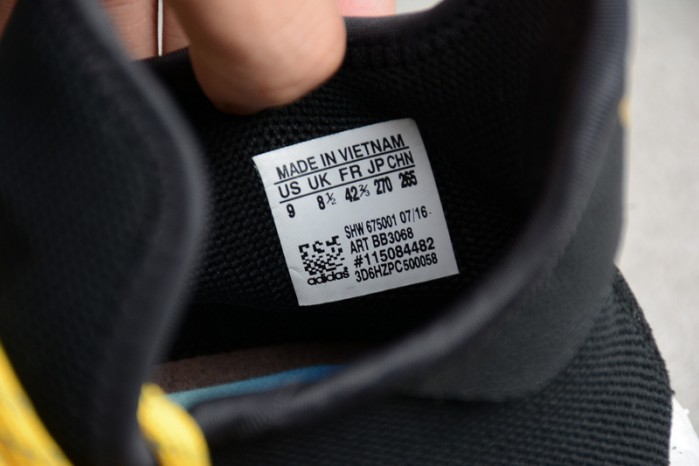 MADE IN VIETNAM
US UK FR JP CHN
9 8½ 42⅔ 270 265
SHW 675001 07/16
ART BB3068
#115084482
adidas 3D6HZPC500058